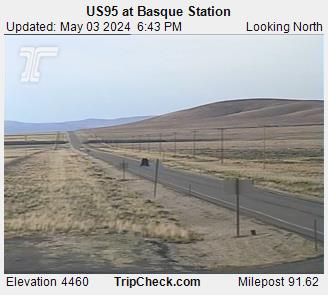 US95 at Basque Station
Updated: May 03 2024 6:43 PM Looking North
Elevation 4460 TripCheck.com Milepost 91.62